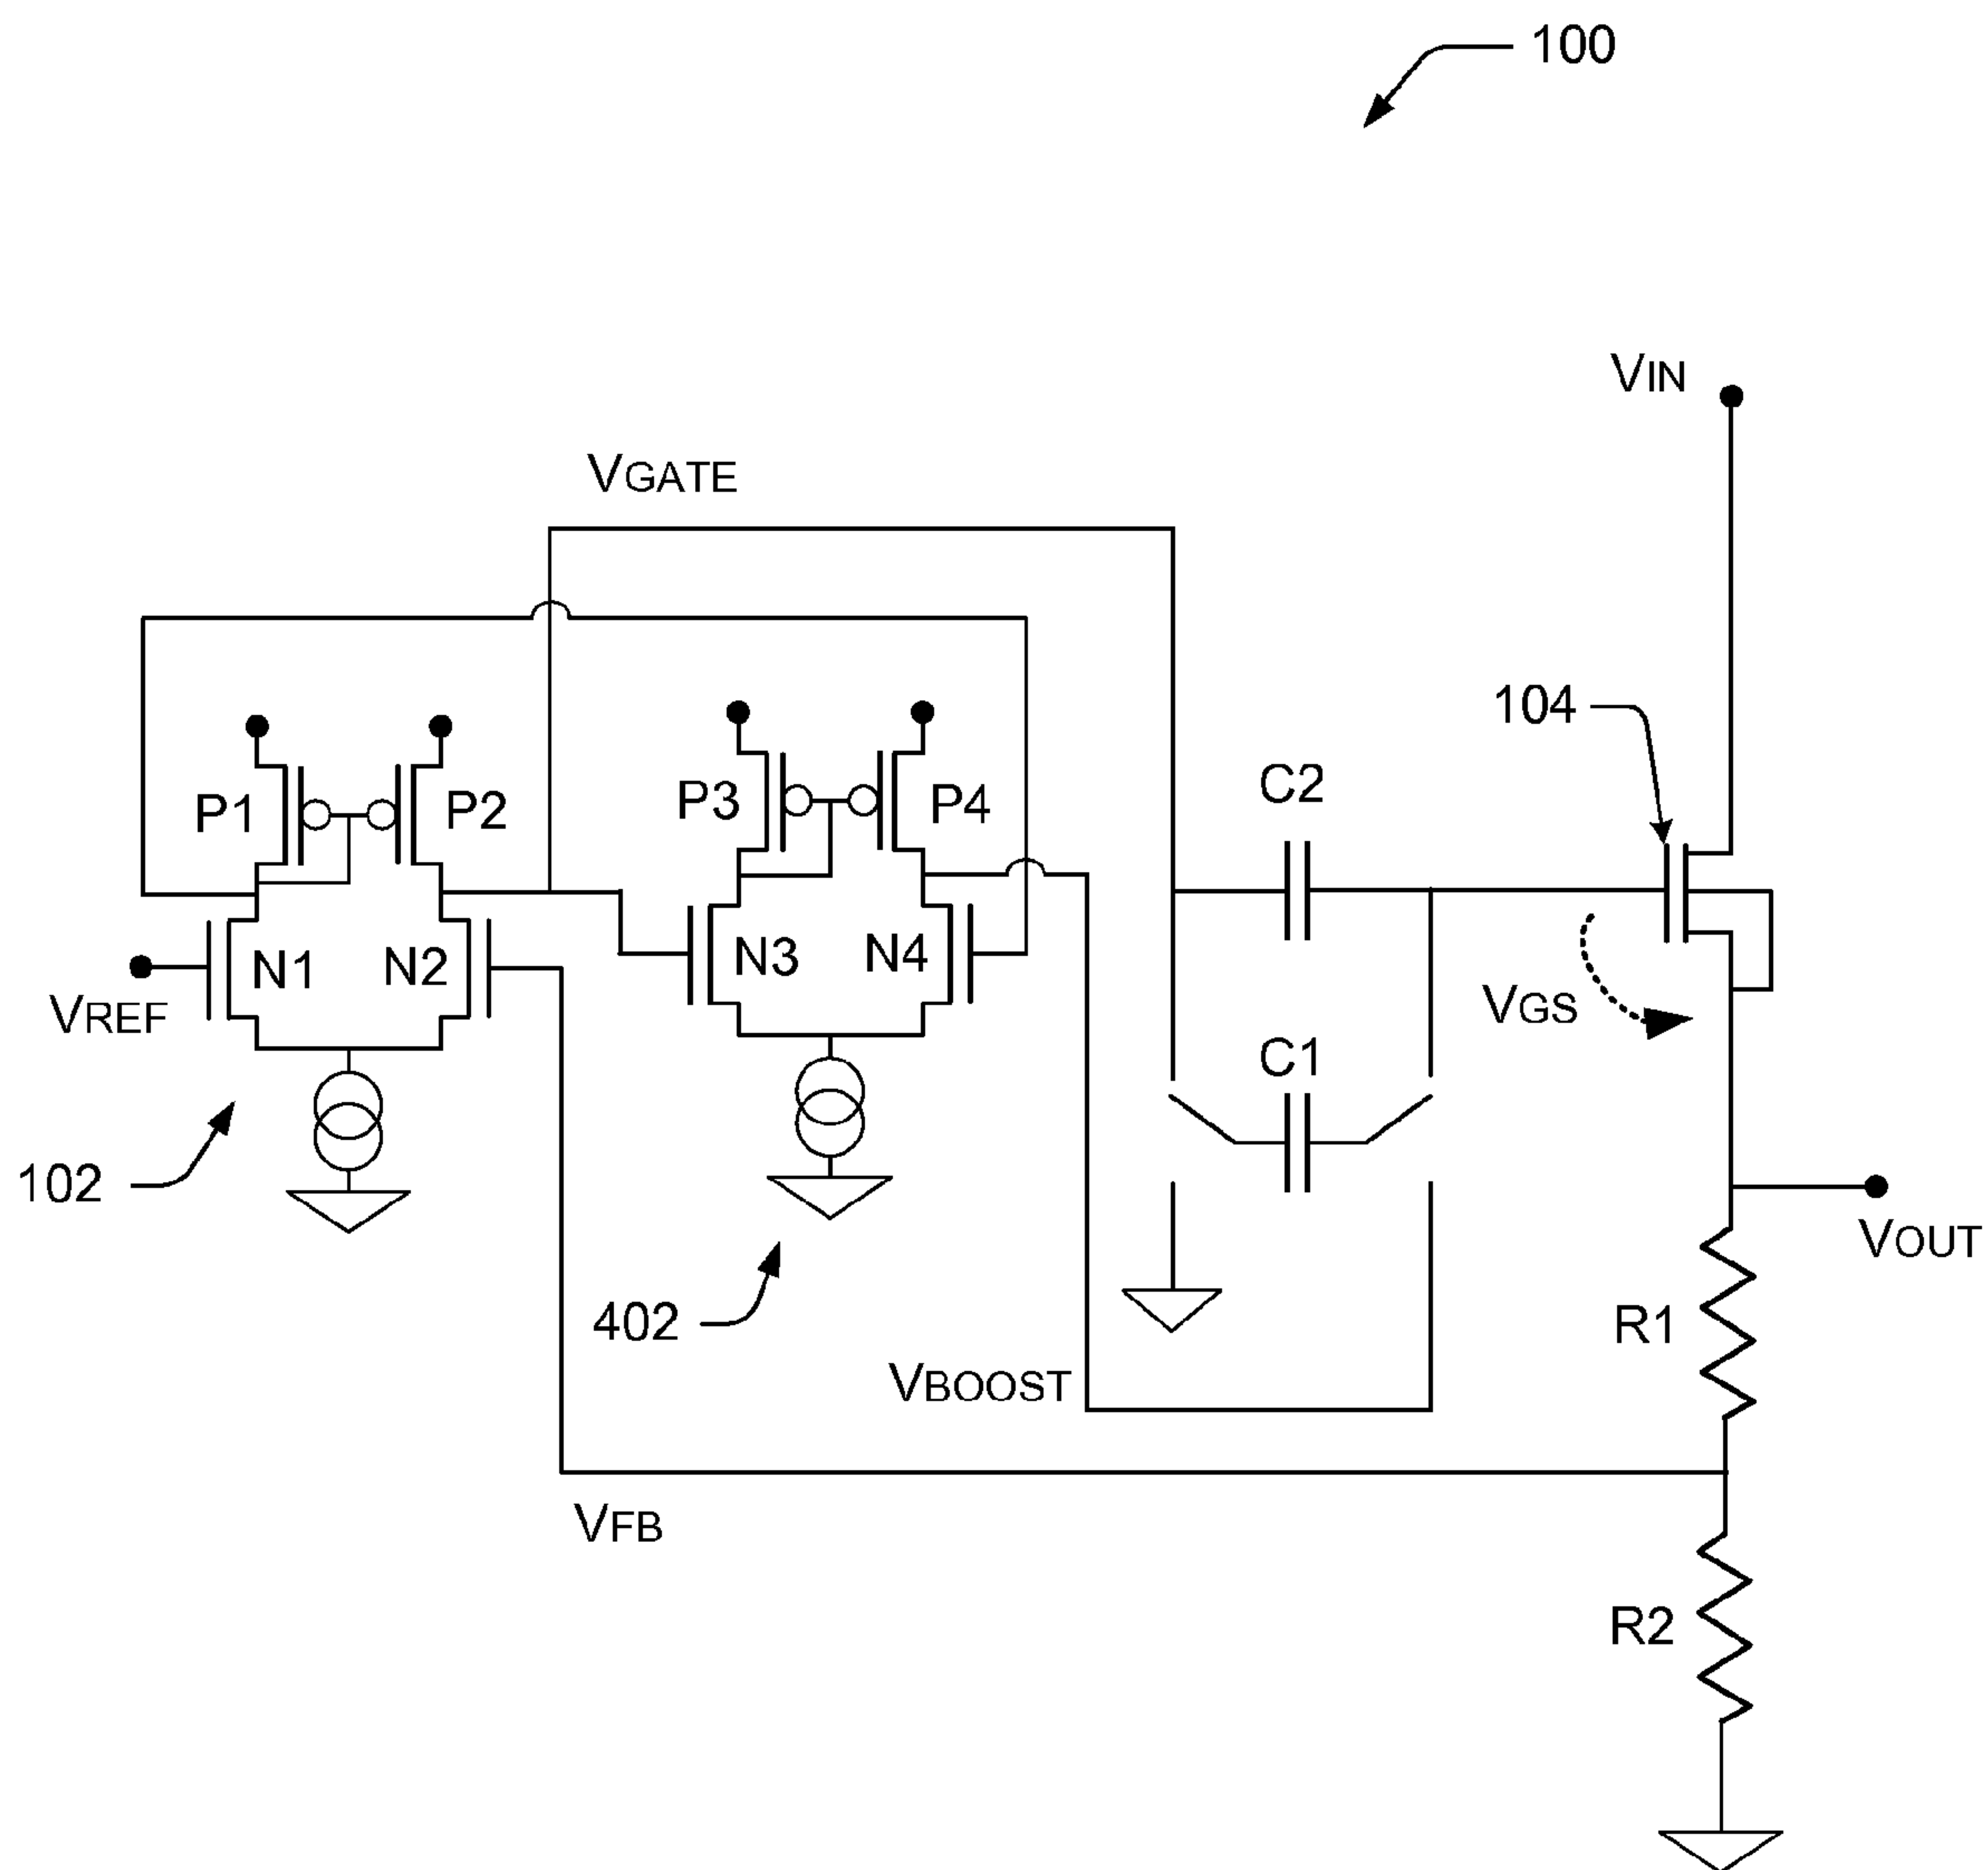 100
VIN
VGATE
104
C2
P1
P2
P3
P4
N1
N2
N3
N4
VREF
VGS
C1
102
VOUT
402
R1
VBOOST
VFB
R2